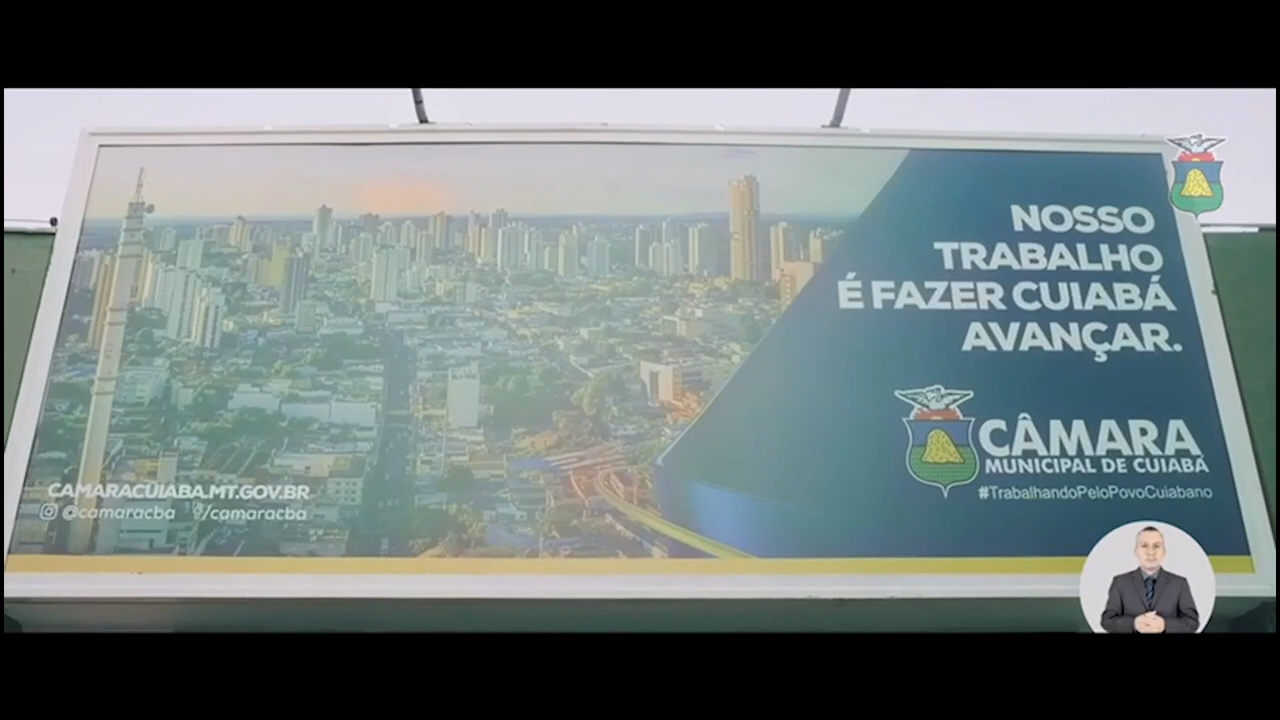 NOSSO
TRABALHO
É FAZER CUIABÁ
AVANÇAR.
CÂMARA
MUNICIPAL DE CUIABÁ
#TrabalhandoPeloPovoCuiabano
CAMARACUIABA.MT.GOV.BR
@camaracba /camaracba